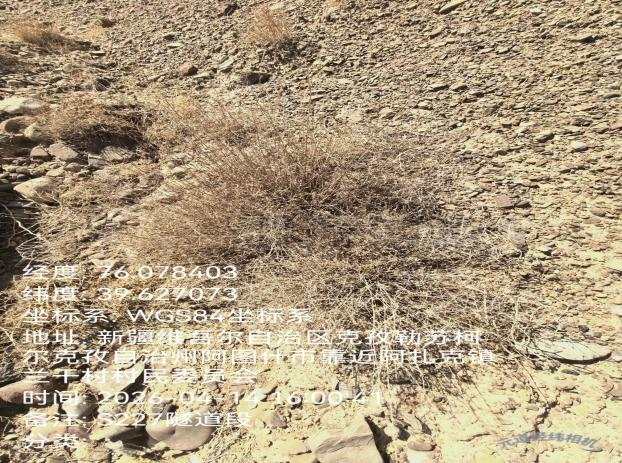 经度: 76.078403
纬度: 39.627073
坐标系: WGS84坐标系
地址: 新疆维吾尔自治区克孜勒苏柯
尔克孜自治州阿图什市靠近阿扎克镇
兰干村村民委员会
时间: 2026-04-14 16:00:41
备注: S227隧道段
分类: